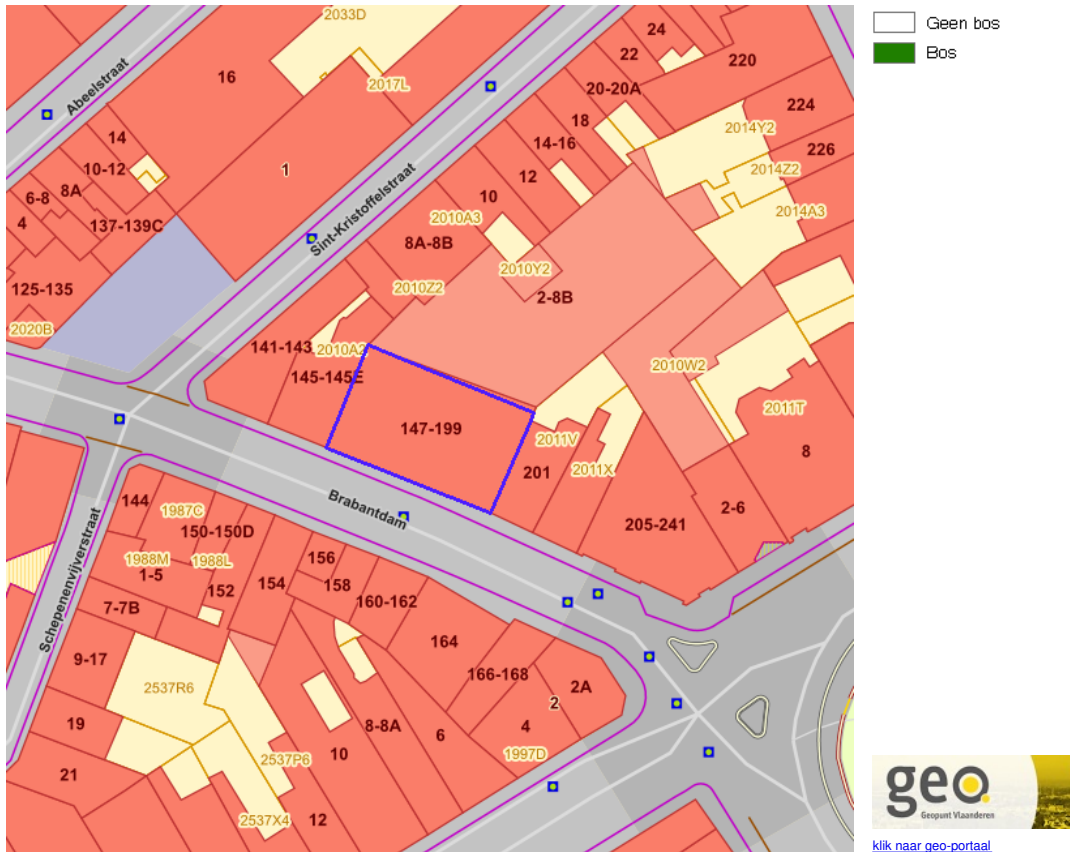 2033D
24
Geen bos
22
220
Bos
Abeelstraat
16
2017L
20-20A
224
18
14
14-16
2014Y2
226
10-12
12
1
2014Z2
8A
6-8
10
4
2010A3
2014A3
137-139C
Sint-Kristoffelstraat
8A-8B
2010Y2
125-135
2010Z2
2-8B
2020B
141-143
2010A2
145-145E
2010W2
147-199
2011V
2011T
201
2011X
8
Brabantdam
144
1987C
205-241
2-6
150-150D
1988M
1988L
156
1-5
152
154
158
160-162
7-7B
Schepenenvijverstraat
164
9-17
166-168
2A
2537R6
2
19
8-8A
6
4
10
1997D
2537P6
21
12
2537X4
geo.
Geopunt Vlaanderen
klik naar geo-portaal